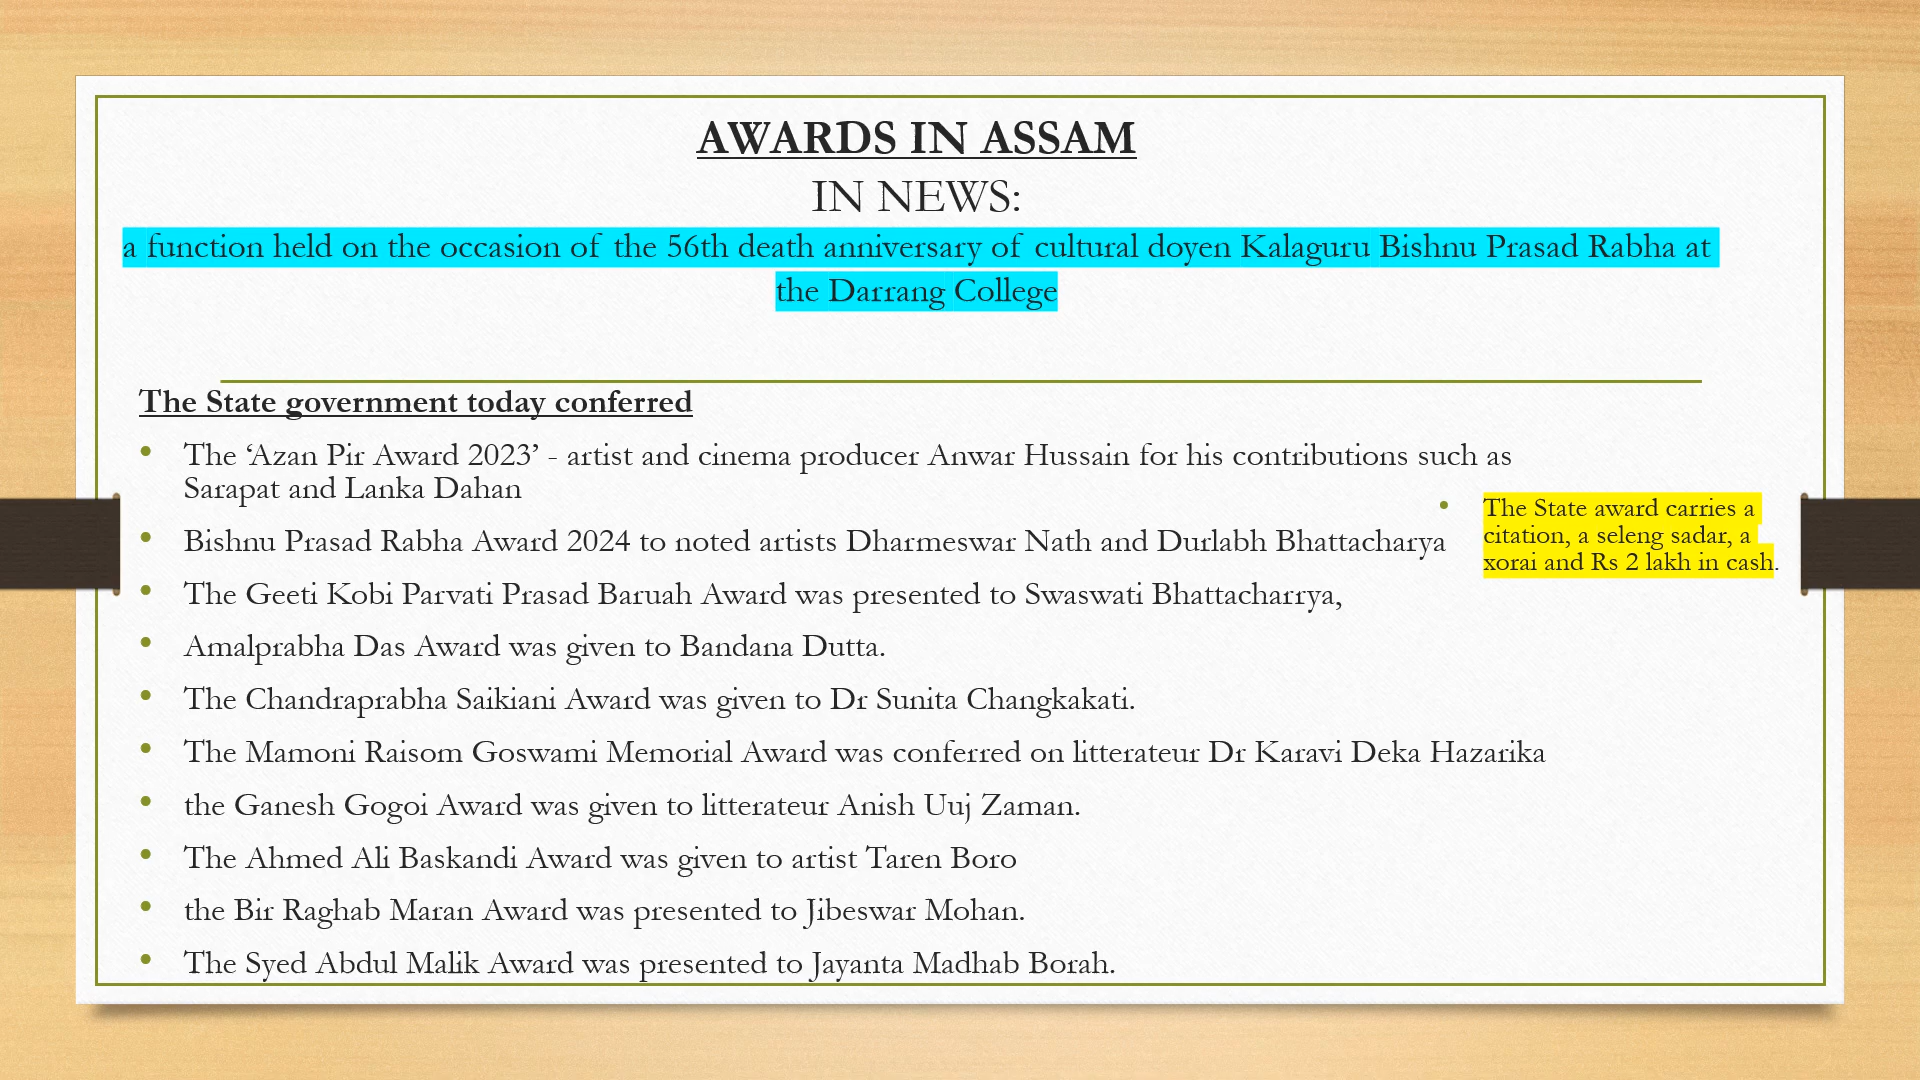 AWARDS IN ASSAM
IN NEWS:
a function held on the occasion of the 56th death anniversary of cultural doyen Kalaguru Bishnu Prasad Rabha at
the Darrang College
The State government today conferred
• The ‘Azan Pir Award 2023’ - artist and cinema producer Anwar Hussain for his contributions such as
Sarapat and Lanka Dahan
• Bishnu Prasad Rabha Award 2024 to noted artists Dharmeswar Nath and Durlabh Bhattacharya
• The Geeti Kobi Parvati Prasad Baruah Award was presented to Swaswati Bhattacharrya,
• Amalprabha Das Award was given to Bandana Dutta.
• The Chandraprabha Saikiani Award was given to Dr Sunita Changkakati.
• The Mamoni Raisom Goswami Memorial Award was conferred on litterateur Dr Karavi Deka Hazarika
• the Ganesh Gogoi Award was given to litterateur Anish Uuj Zaman.
• The Ahmed Ali Baskandi Award was given to artist Taren Boro
• the Bir Raghab Maran Award was presented to Jibeswar Mohan.
• The Syed Abdul Malik Award was presented to Jayanta Madhab Borah.
• The State award carries a
citation, a seleng sadar, a
xorai and Rs 2 lakh in cash.